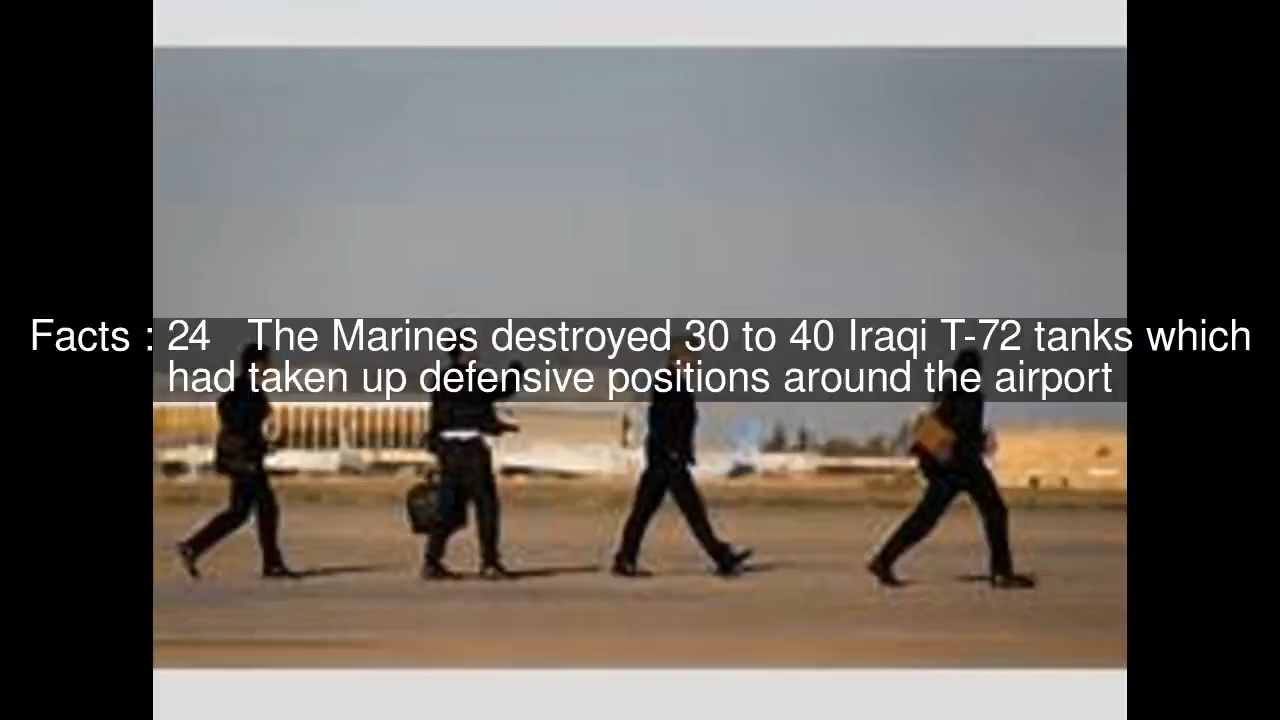 Facts : 24   The Marines destroyed 30 to 40 Iraqi T-72 tanks which
had taken up defensive positions around the airport